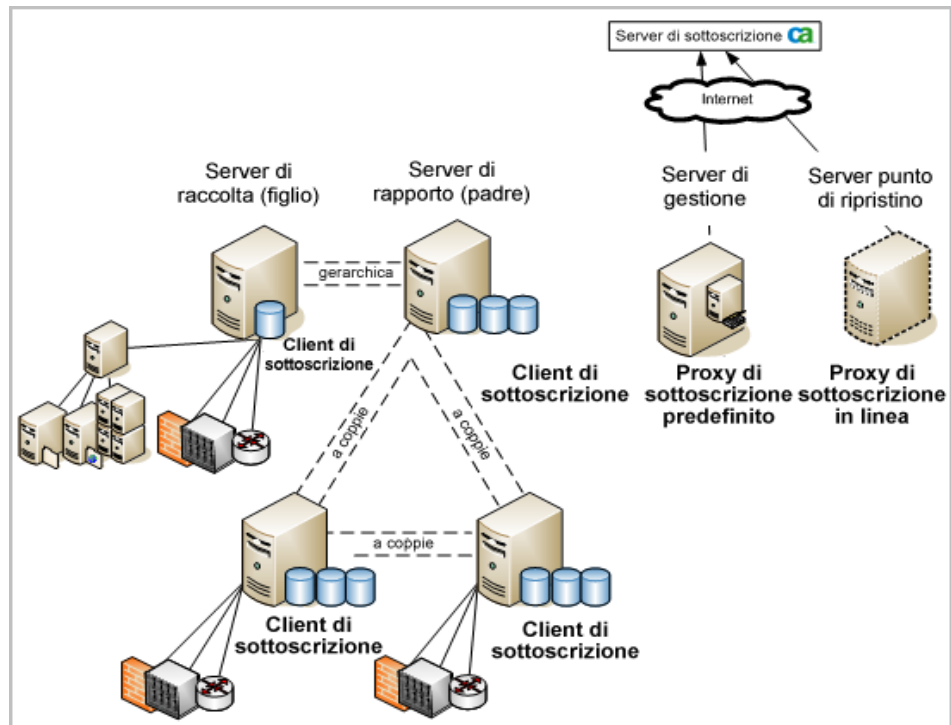 Server di sottoscrizione ca
Internet
Server di
raccolta (figlio)
Server di
rapporto (padre)
Server di
gestione
Server punto
di ripristino
gerarchica
Client di
sottoscrizione
Client di
sottoscrizione
Proxy di
sottoscrizione
predefinito
Proxy di
sottoscrizione
in linea
a coppie
a coppie
a coppie
Client di
sottoscrizione
Client di
sottoscrizione